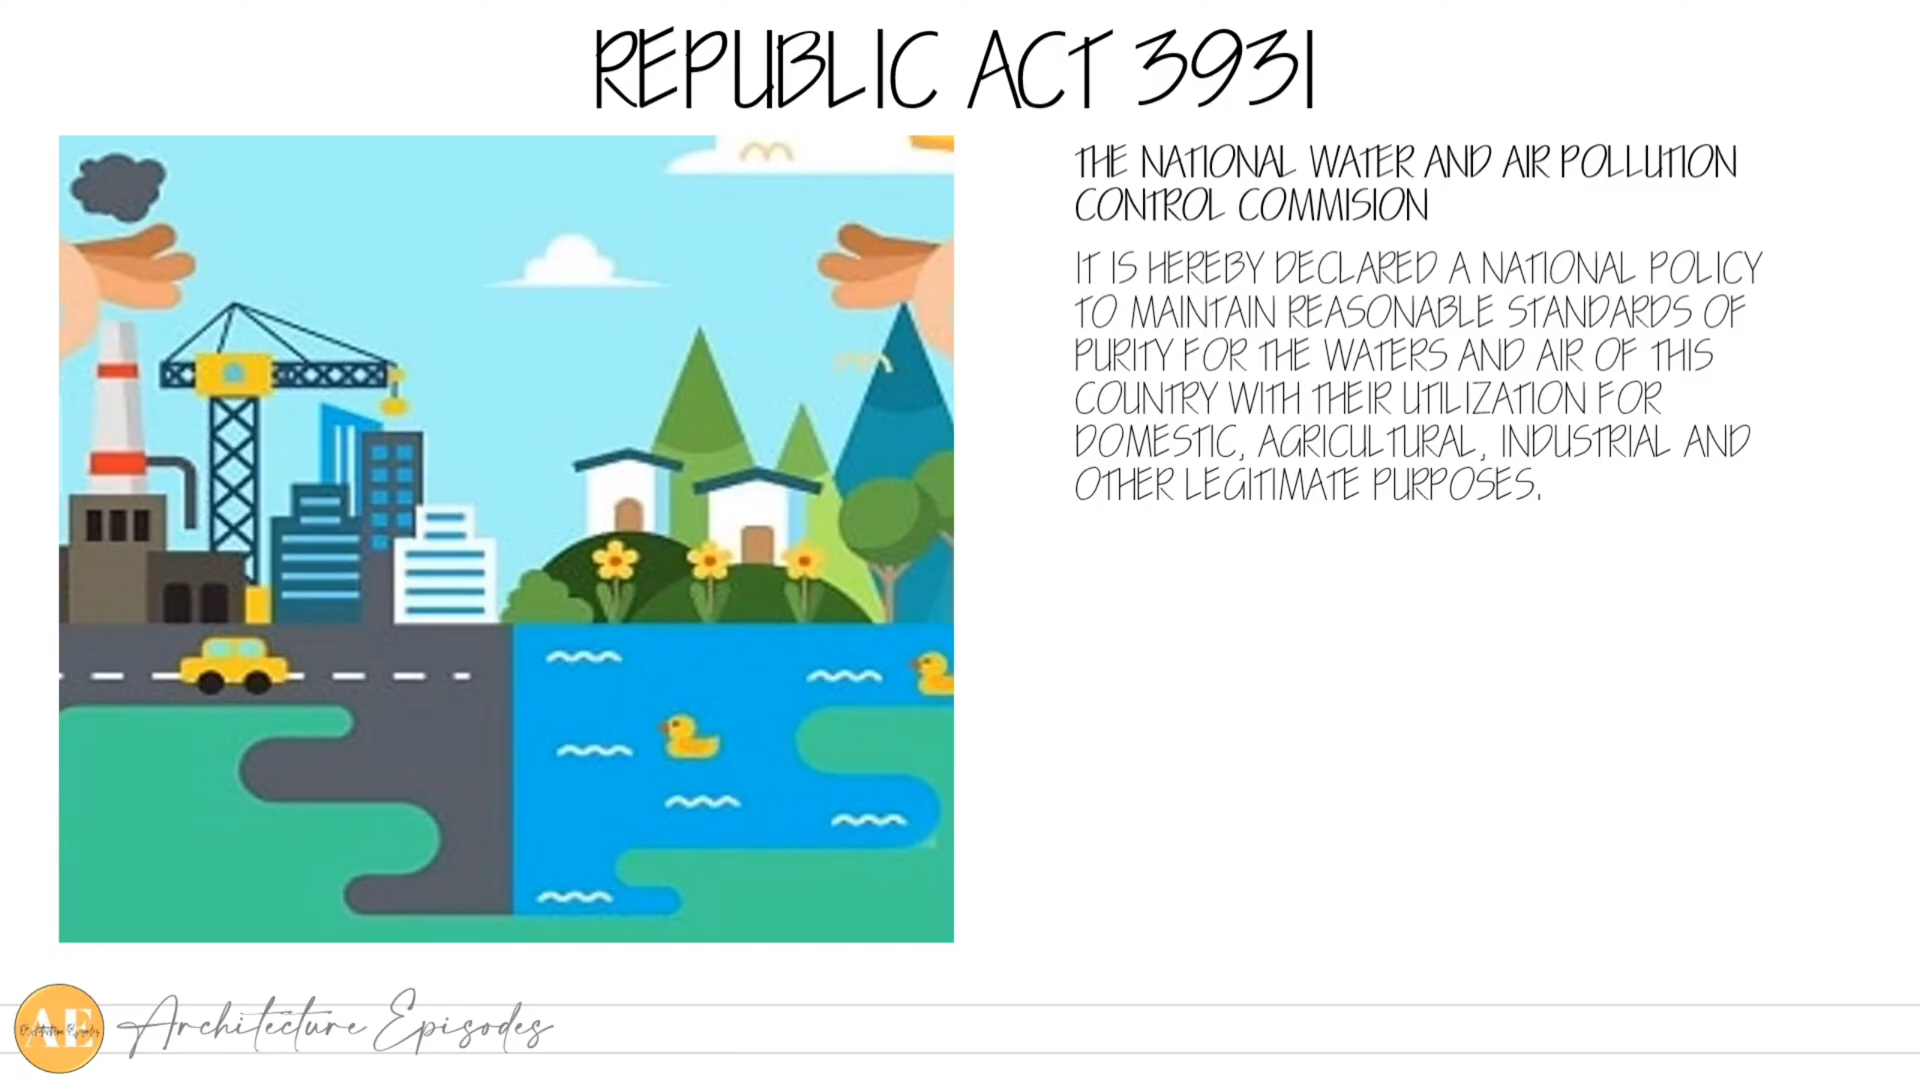 REPUBLIC ACT 3931
THE NATIONAL WATER AND AIR POLLUTION
CONTROL COMMISION
IT IS HEREBY DECLARED A NATIONAL POLICY
TO MAINTAIN REASONABLE STANDARDS OF
PURITY FOR THE WATERS AND AIR OF THIS
COUNTRY WITH THEIR UTILIZATION FOR
DOMESTIC, AGRICULTURAL, INDUSTRIAL AND
OTHER LEGITIMATE PURPOSES.
AE
Architecture Episodes